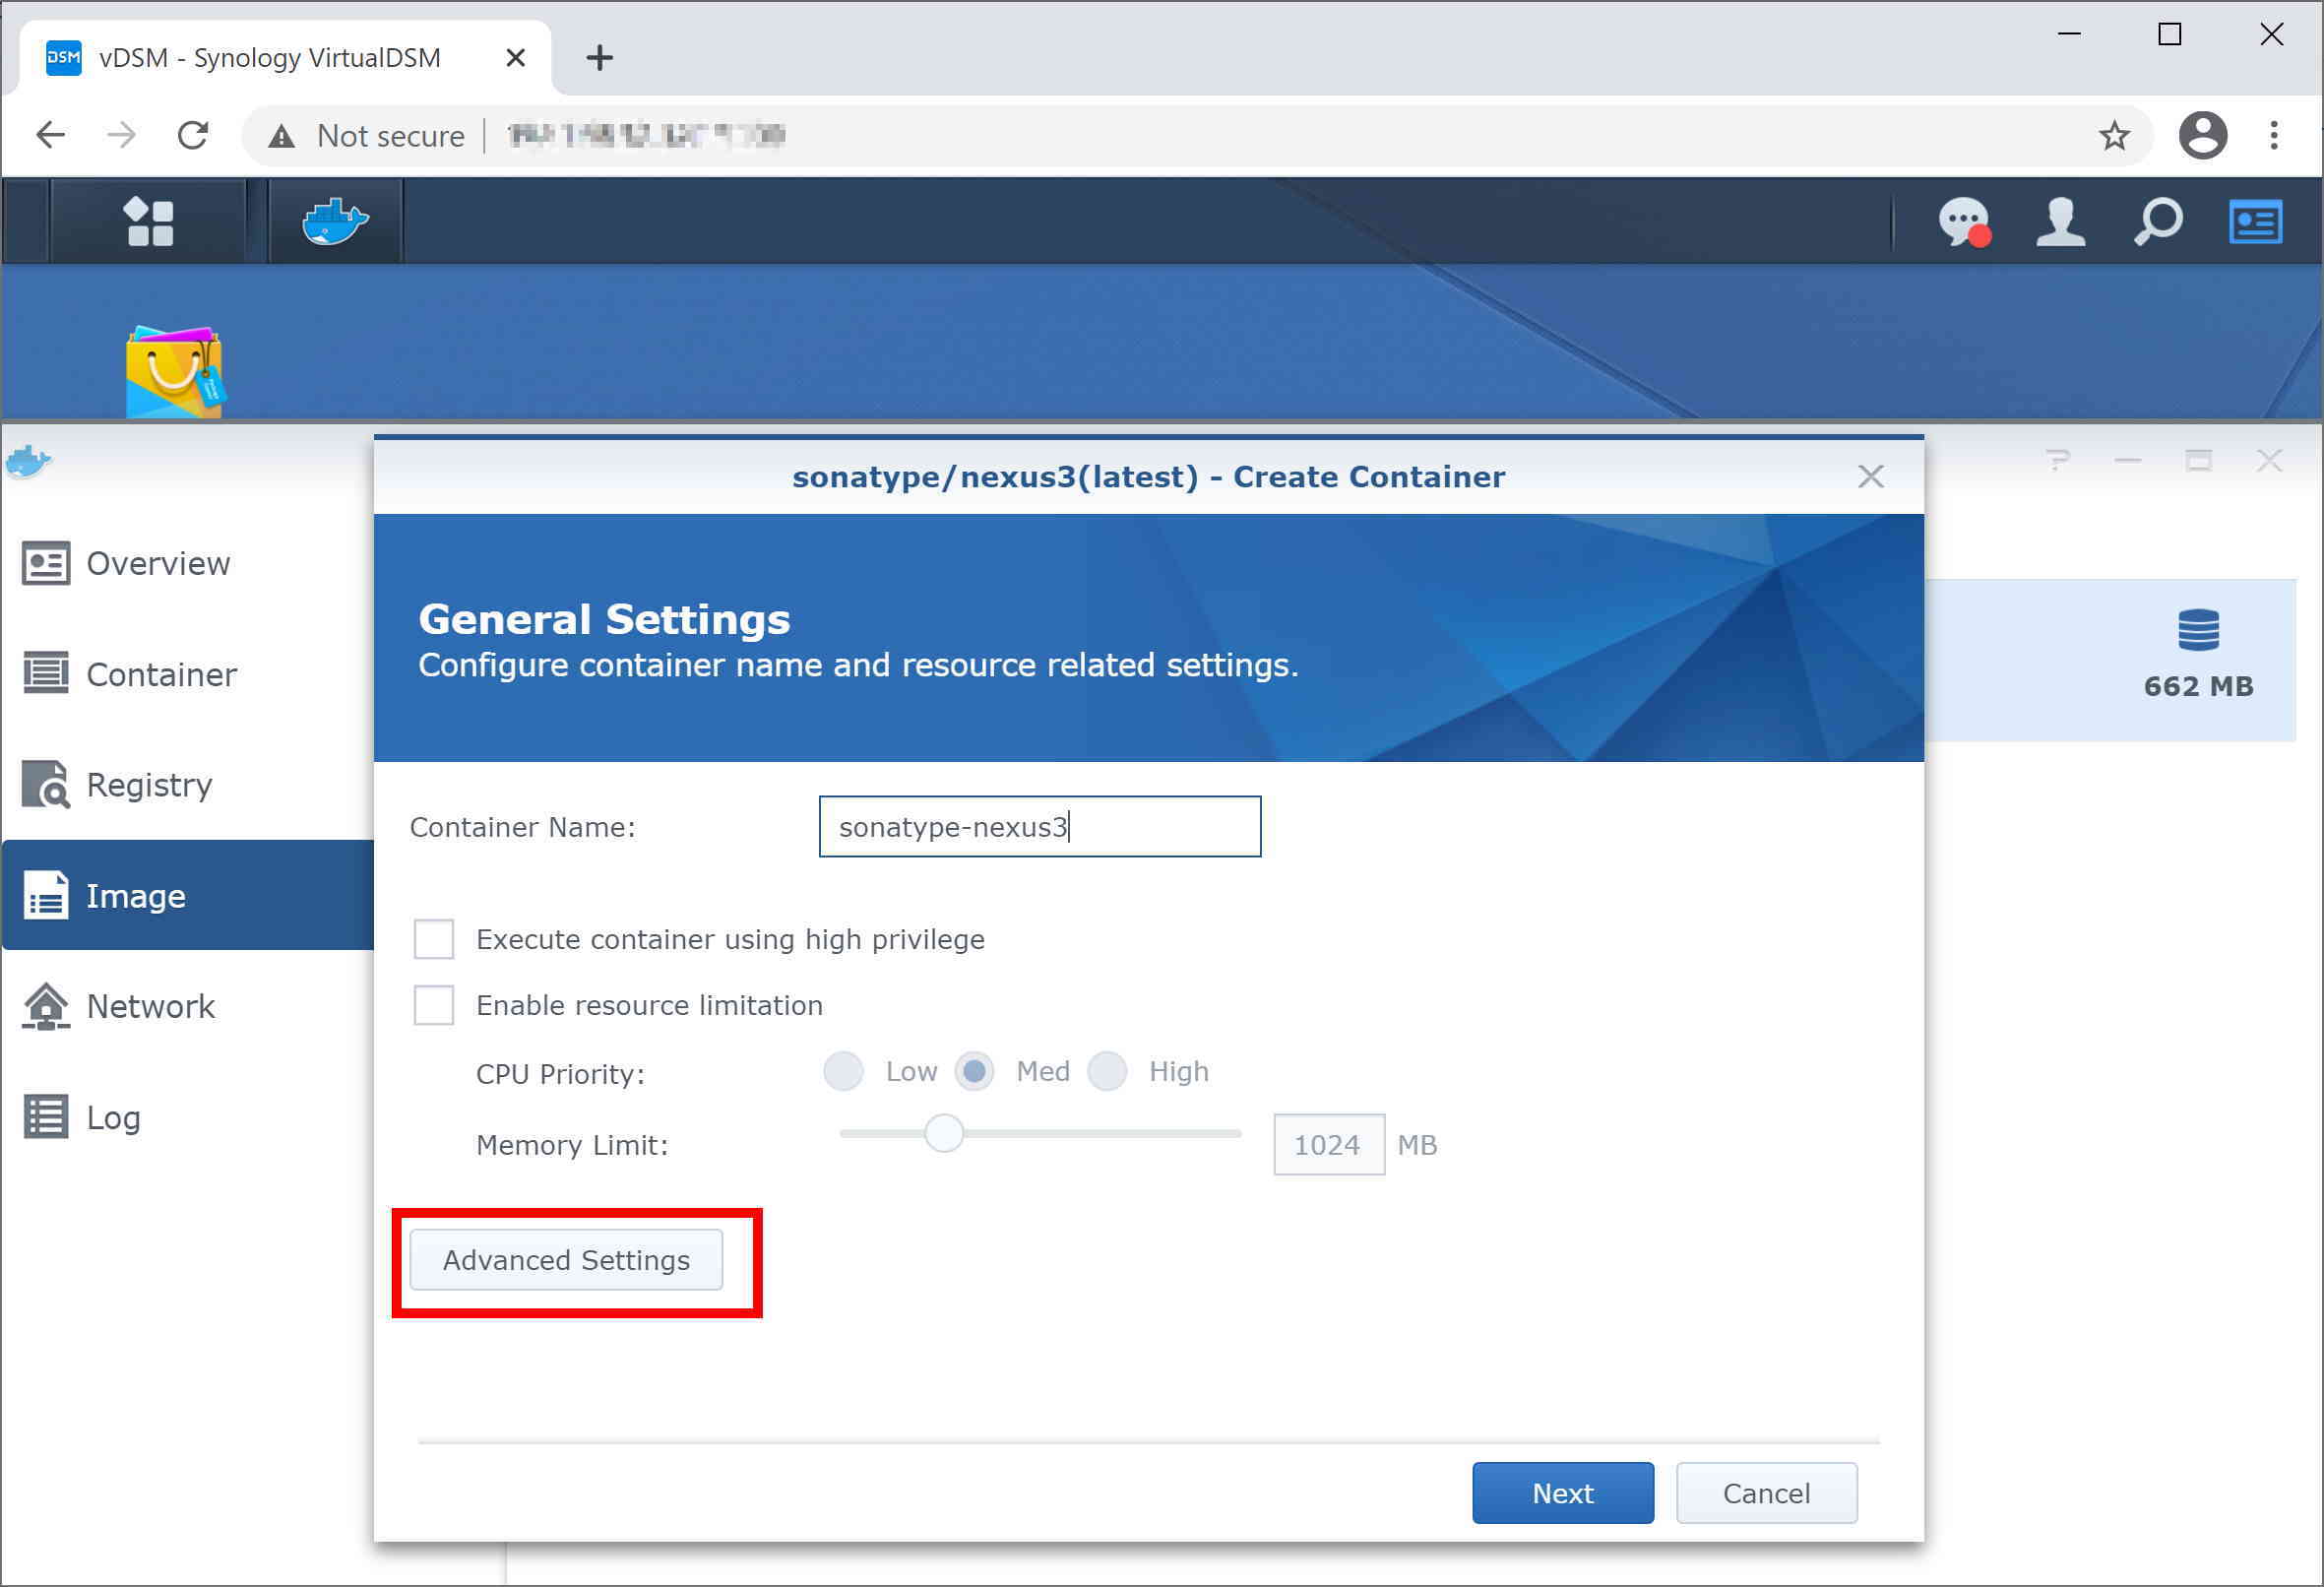 DSM
vDSM - Synology VirtualDSM
Not secure
sonatype/nexus3(latest) - Create Container
General Settings
Configure container name and resource related settings.
Overview
Container
Registry
Image
Network
Log
662 MB
Container Name:
sonatype-nexus3
Execute container using high privilege
Enable resource limitation
CPU Priority:
Low
Med
High
Memory Limit:
1024
MB
Advanced Settings
Next
Cancel